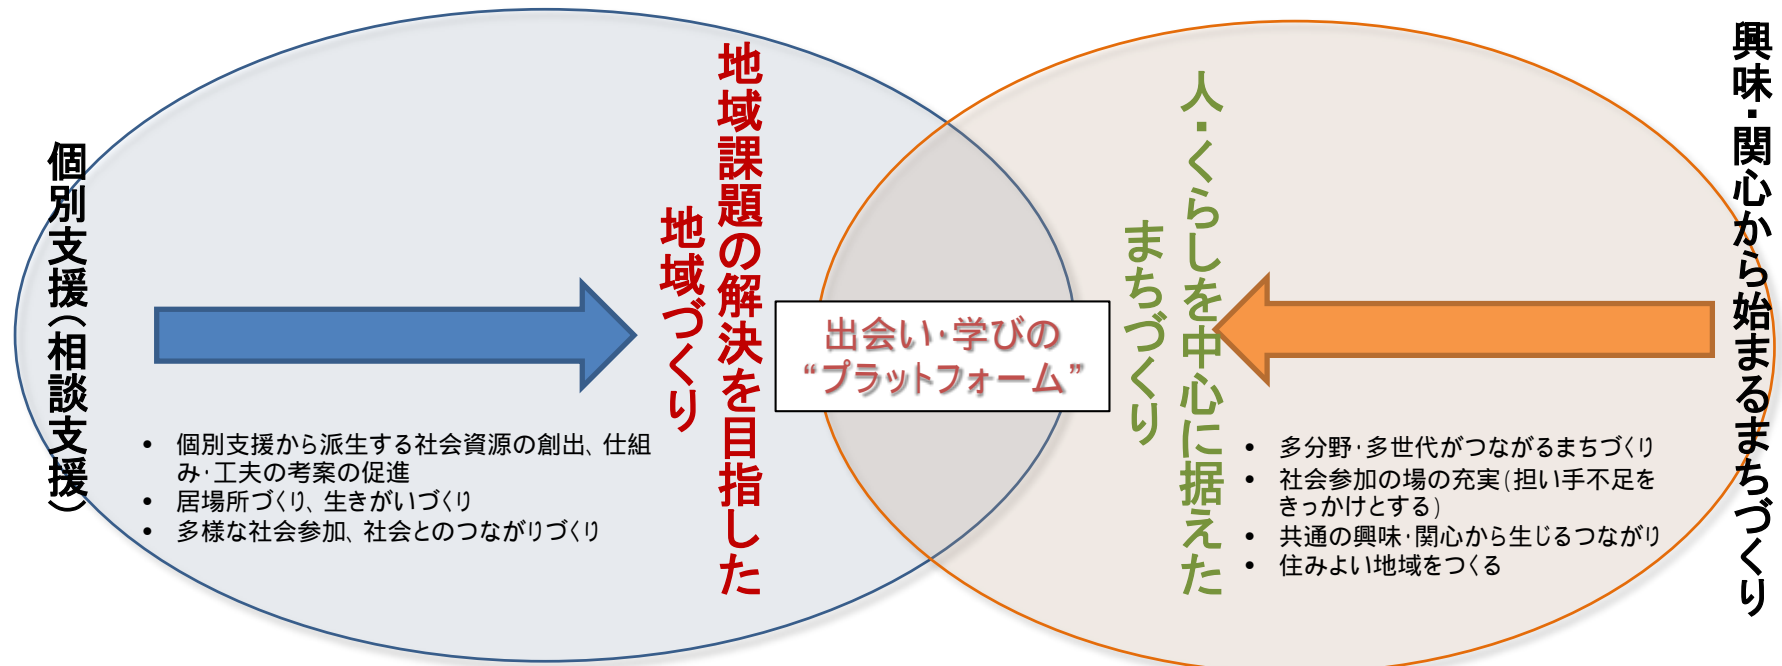 個別支援（相談支援）
地域課題の解決を目指した
地域づくり
• 個別支援から派生する社会資源の創出、仕組
み・工夫の考案の促進
• 居場所づくり、生きがいづくり
• 多様な社会参加、社会とのつながりづくり
出会い・学びの
“プラットフォーム”
人・くらしを中心に据えた
まちづくり
• 多分野・多世代がつながるまちづくり
• 社会参加の場の充実（担い手不足を
きっかけとする）
• 共通の興味・関心から生じるつながり
• 住みよい地域をつくる
興味・関心から始まるまちづくり